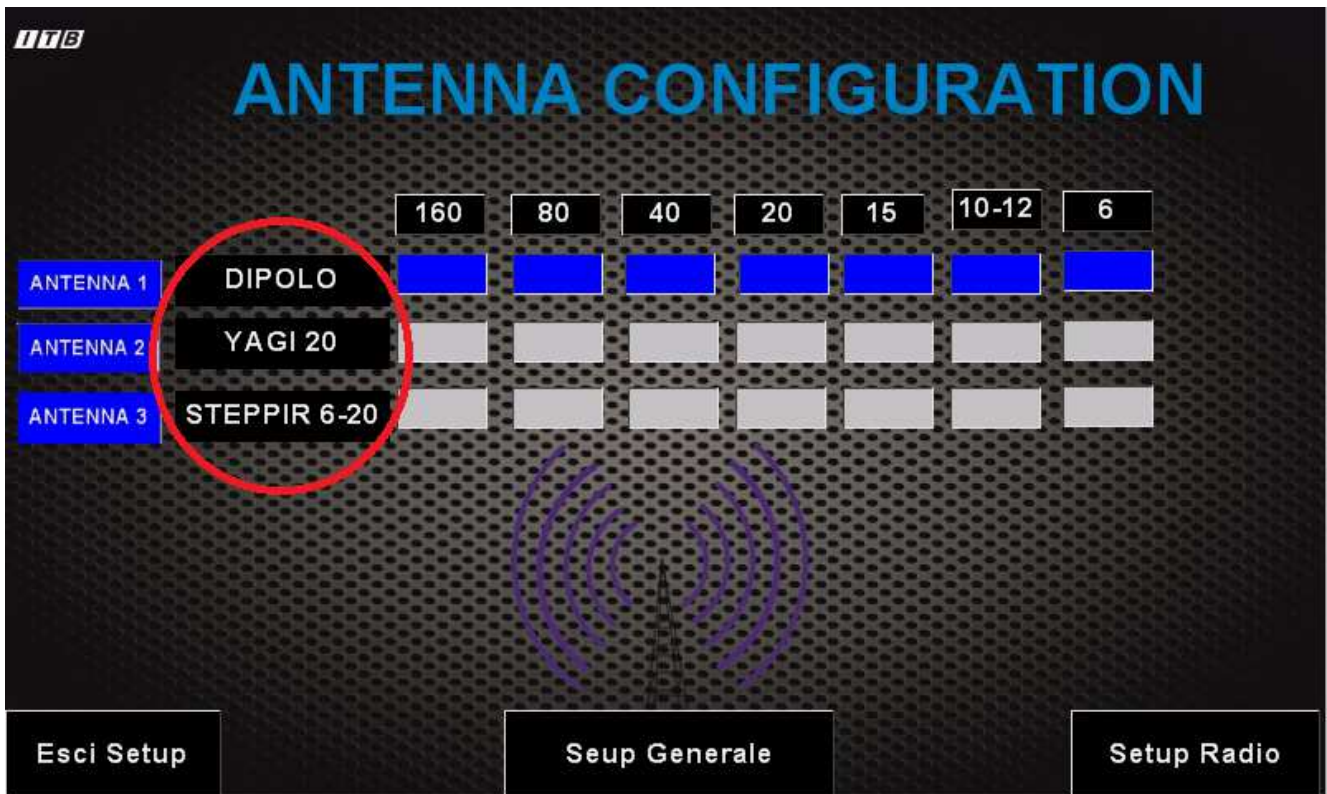 ITB
ANTENNA CONFIGURATION
160 80 40 20 15 10-12 6
ANTENNA 1 DIPOLO
ANTENNA 2 YAGI 20
ANTENNA 3 STEPPIR 6-20
Esci Setup Seup Generale Setup Radio